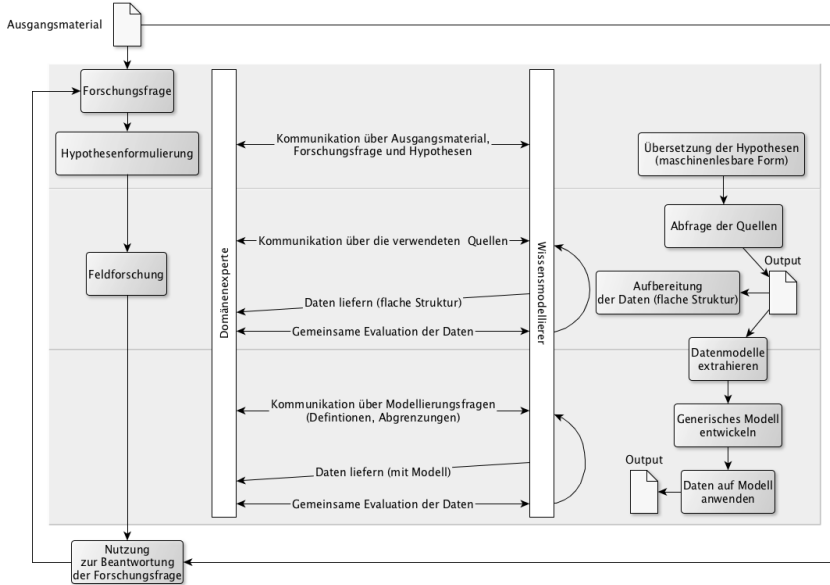 Ausgangsmaterial
Forschungsfrage
Hypothesenformulierung
Feldforschung
Nutzung
zur Beantwortung
der Forschungsfrage
Domänenexperte
Kommunikation über Ausgangsmaterial,
Forschungsfrage und Hypothesen
Kommunikation über die verwendeten Quellen
Daten liefern (flache Struktur)
Gemeinsame Evaluation der Daten
Kommunikation über Modellierungsfragen
(Defintionen, Abgrenzungen)
Daten liefern (mit Modell)
Gemeinsame Evaluation der Daten
Wissensmodellierer
Übersetzung der Hypothesen
(maschinenlesbare Form)
Abfrage der Quellen
Output
Aufbereitung
der Daten (flache Struktur)
Datenmodelle
extrahieren
Generisches Modell
entwickeln
Output
Daten auf Modell
anwenden